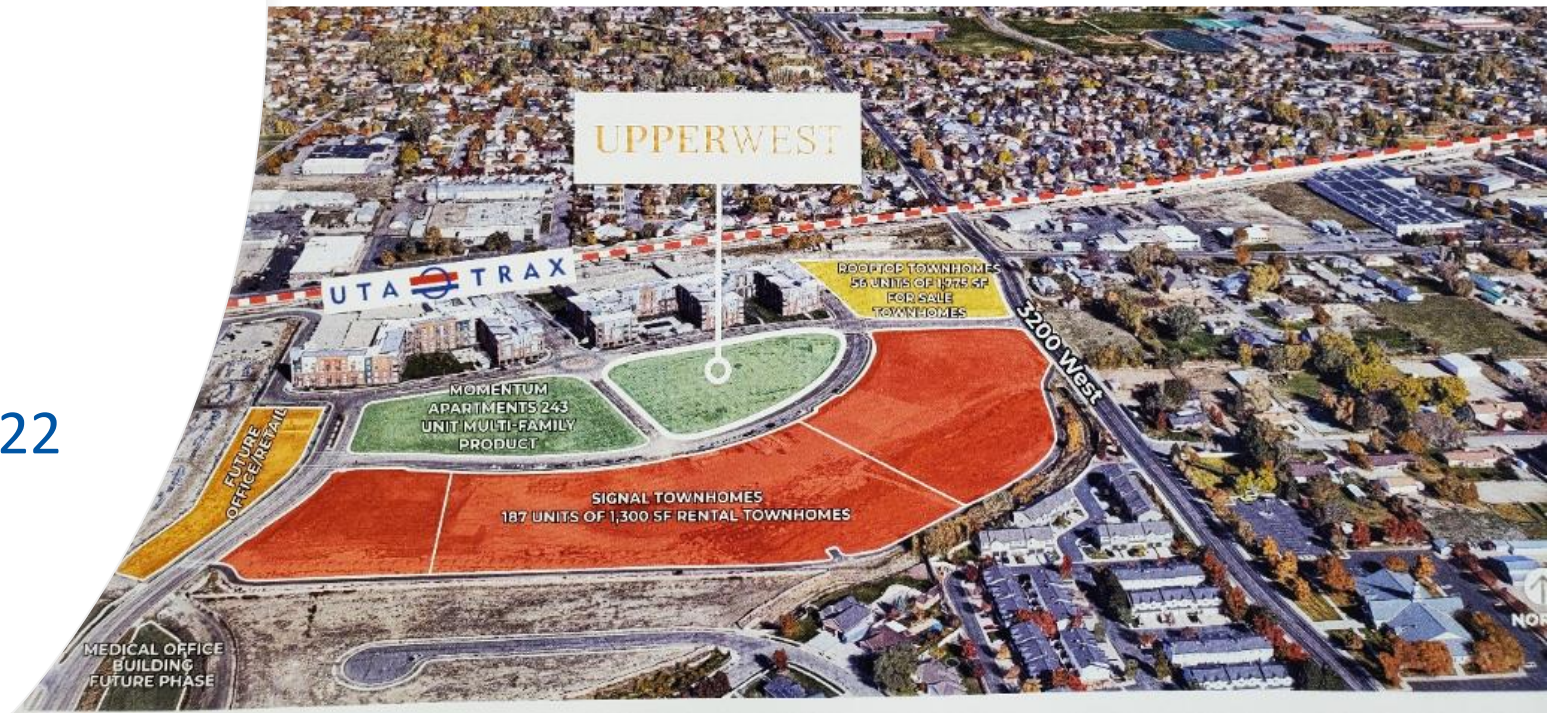 UPPERWEST
UTA TRAX
ROOFTOP TOWNHOMES
56 UNITS OF 1,775 SF
FOR SALE
TOWNHOMES
3200 West
MOMENTUM
APARTMENTS 243
UNIT MULTI-FAMILY
PRODUCT
22
FUTURE
OFFICE/RETAIL
SIGNAL TOWNHOMES
187 UNITS OF 1,300 SF RENTAL TOWNHOMES
MEDICAL OFFICE
BUILDING
FUTURE PHASE
NOR